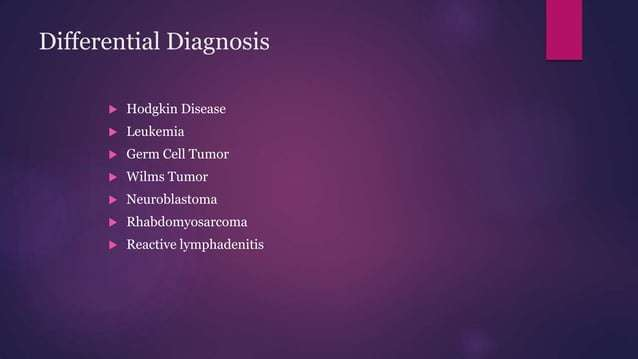 Differential Diagnosis
Hodgkin Disease
Leukemia
Germ Cell Tumor
Wilms Tumor
Neuroblastoma
Rhabdomyosarcoma
Reactive lymphadenitis